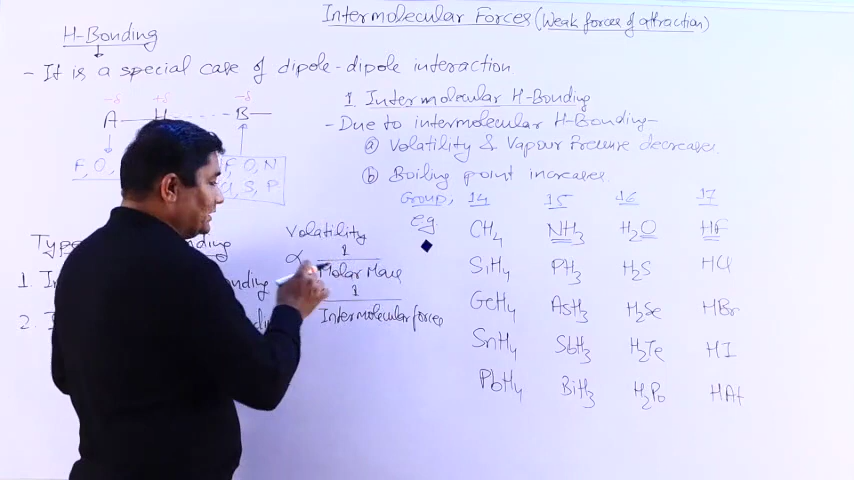 Intermolecular Forces (Weak forces of attraction)
H-Bonding
- It is a special case of dipole-dipole interaction
-δ +δ -δ
A — H - - - - B —
F, O, F, O, N
S, P
1 Intermolecular H-Bonding
- Due to intermolecular H-Bonding -
(a) Volatility & Vapour Pressure decreases.
(b) Boiling point increases.
Group, 14 15 16 17
eg. CH4 NH3 H2O HF
SiH4 PH3 H2S HCl
GeH4 AsH3 H2Se HBr
SnH4 SbH3 H2Te HI
PbH4 BiH3 H2Po HAt
Volatility
∝ 1
Molar Mass
1
Intermolecular forces
1.
2.